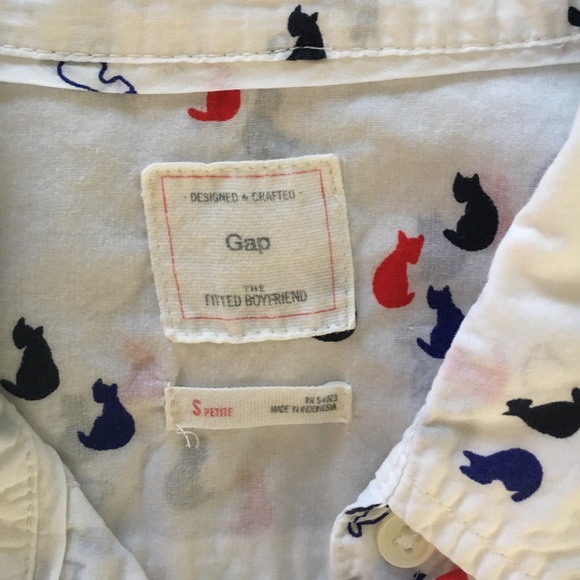 DESIGNED & CRAFTED
Gap
THE
FITTED BOYFRIEND
S PETITE
RN 54023
MADE IN INDONESIA